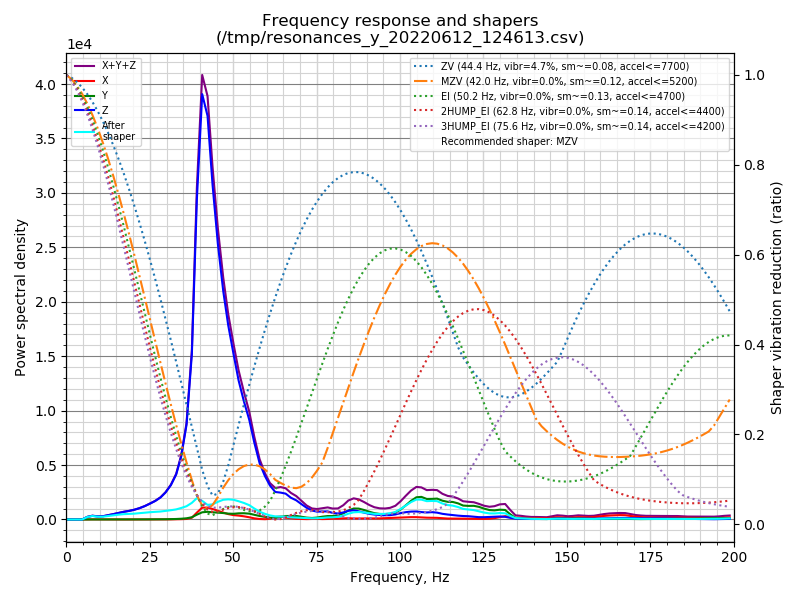 Frequency response and shapers
(/tmp/resonances_y_20220612_124613.csv)
1e4
X+Y+Z
X
Y
Z
After
shaper
ZV (44.4 Hz, vibr=4.7%, sm~=0.08, accel<=7700)
MZV (42.0 Hz, vibr=0.0%, sm~=0.12, accel<=5200)
EI (50.2 Hz, vibr=0.0%, sm~=0.13, accel<=4700)
2HUMP_EI (62.8 Hz, vibr=0.0%, sm~=0.14, accel<=4400)
3HUMP_EI (75.6 Hz, vibr=0.0%, sm~=0.14, accel<=4200)
Recommended shaper: MZV
Power spectral density
4.0
3.5
3.0
2.5
2.0
1.5
1.0
0.5
0.0
1.0
0.8
0.6
0.4
0.2
0.0
Shaper vibration reduction (ratio)
0 25 50 75 100 125 150 175 200
Frequency, Hz